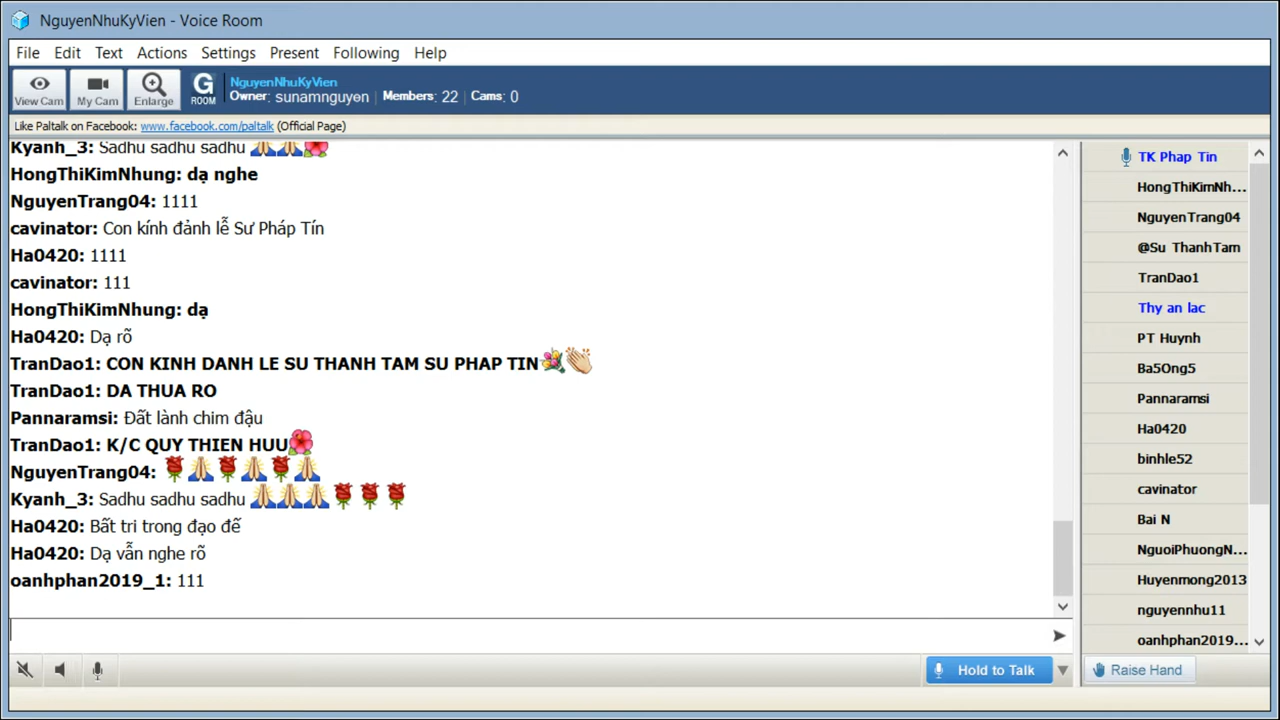 NguyenNhuKyVien - Voice Room
File Edit Text Actions Settings Present Following Help
View Cam My Cam Enlarge G ROOM
NguyenNhuKyVien
Owner: sunamnguyen | Members: 22 | Cams: 0
Like Paltalk on Facebook: www.facebook.com/paltalk (Official Page)
Kyanh_3: Sadhu sadhu sadhu 🙏🙏🌺
HongThiKimNhung: dạ nghe
NguyenTrang04: 1111
cavinator: Con kính đảnh lễ Sư Pháp Tín
Ha0420: 1111
cavinator: 111
HongThiKimNhung: dạ
Ha0420: Dạ rõ
TranDao1: CON KINH DANH LE SU THANH TAM SU PHAP TIN💐👏
TranDao1: DA THUA RO
Pannaramsi: Đất lành chim đậu
TranDao1: K/C QUY THIEN HUU🌺
NguyenTrang04: 🌹🙏🌹🙏🌹🙏
Kyanh_3: Sadhu sadhu sadhu 🙏🙏🙏🌹🌹🌹
Ha0420: Bất tri trong đạo đế
Ha0420: Dạ vẫn nghe rõ
oanhphan2019_1: 111
TK Phap Tin
HongThiKimNh...
NguyenTrang04
@Su ThanhTam
TranDao1
Thy an lac
PT Huynh
Ba5Ong5
Pannaramsi
Ha0420
binhle52
cavinator
Bai N
NguoiPhuongN...
Huyenmong2013
nguyennhu11
oanhphan2019...
Hold to Talk
Raise Hand